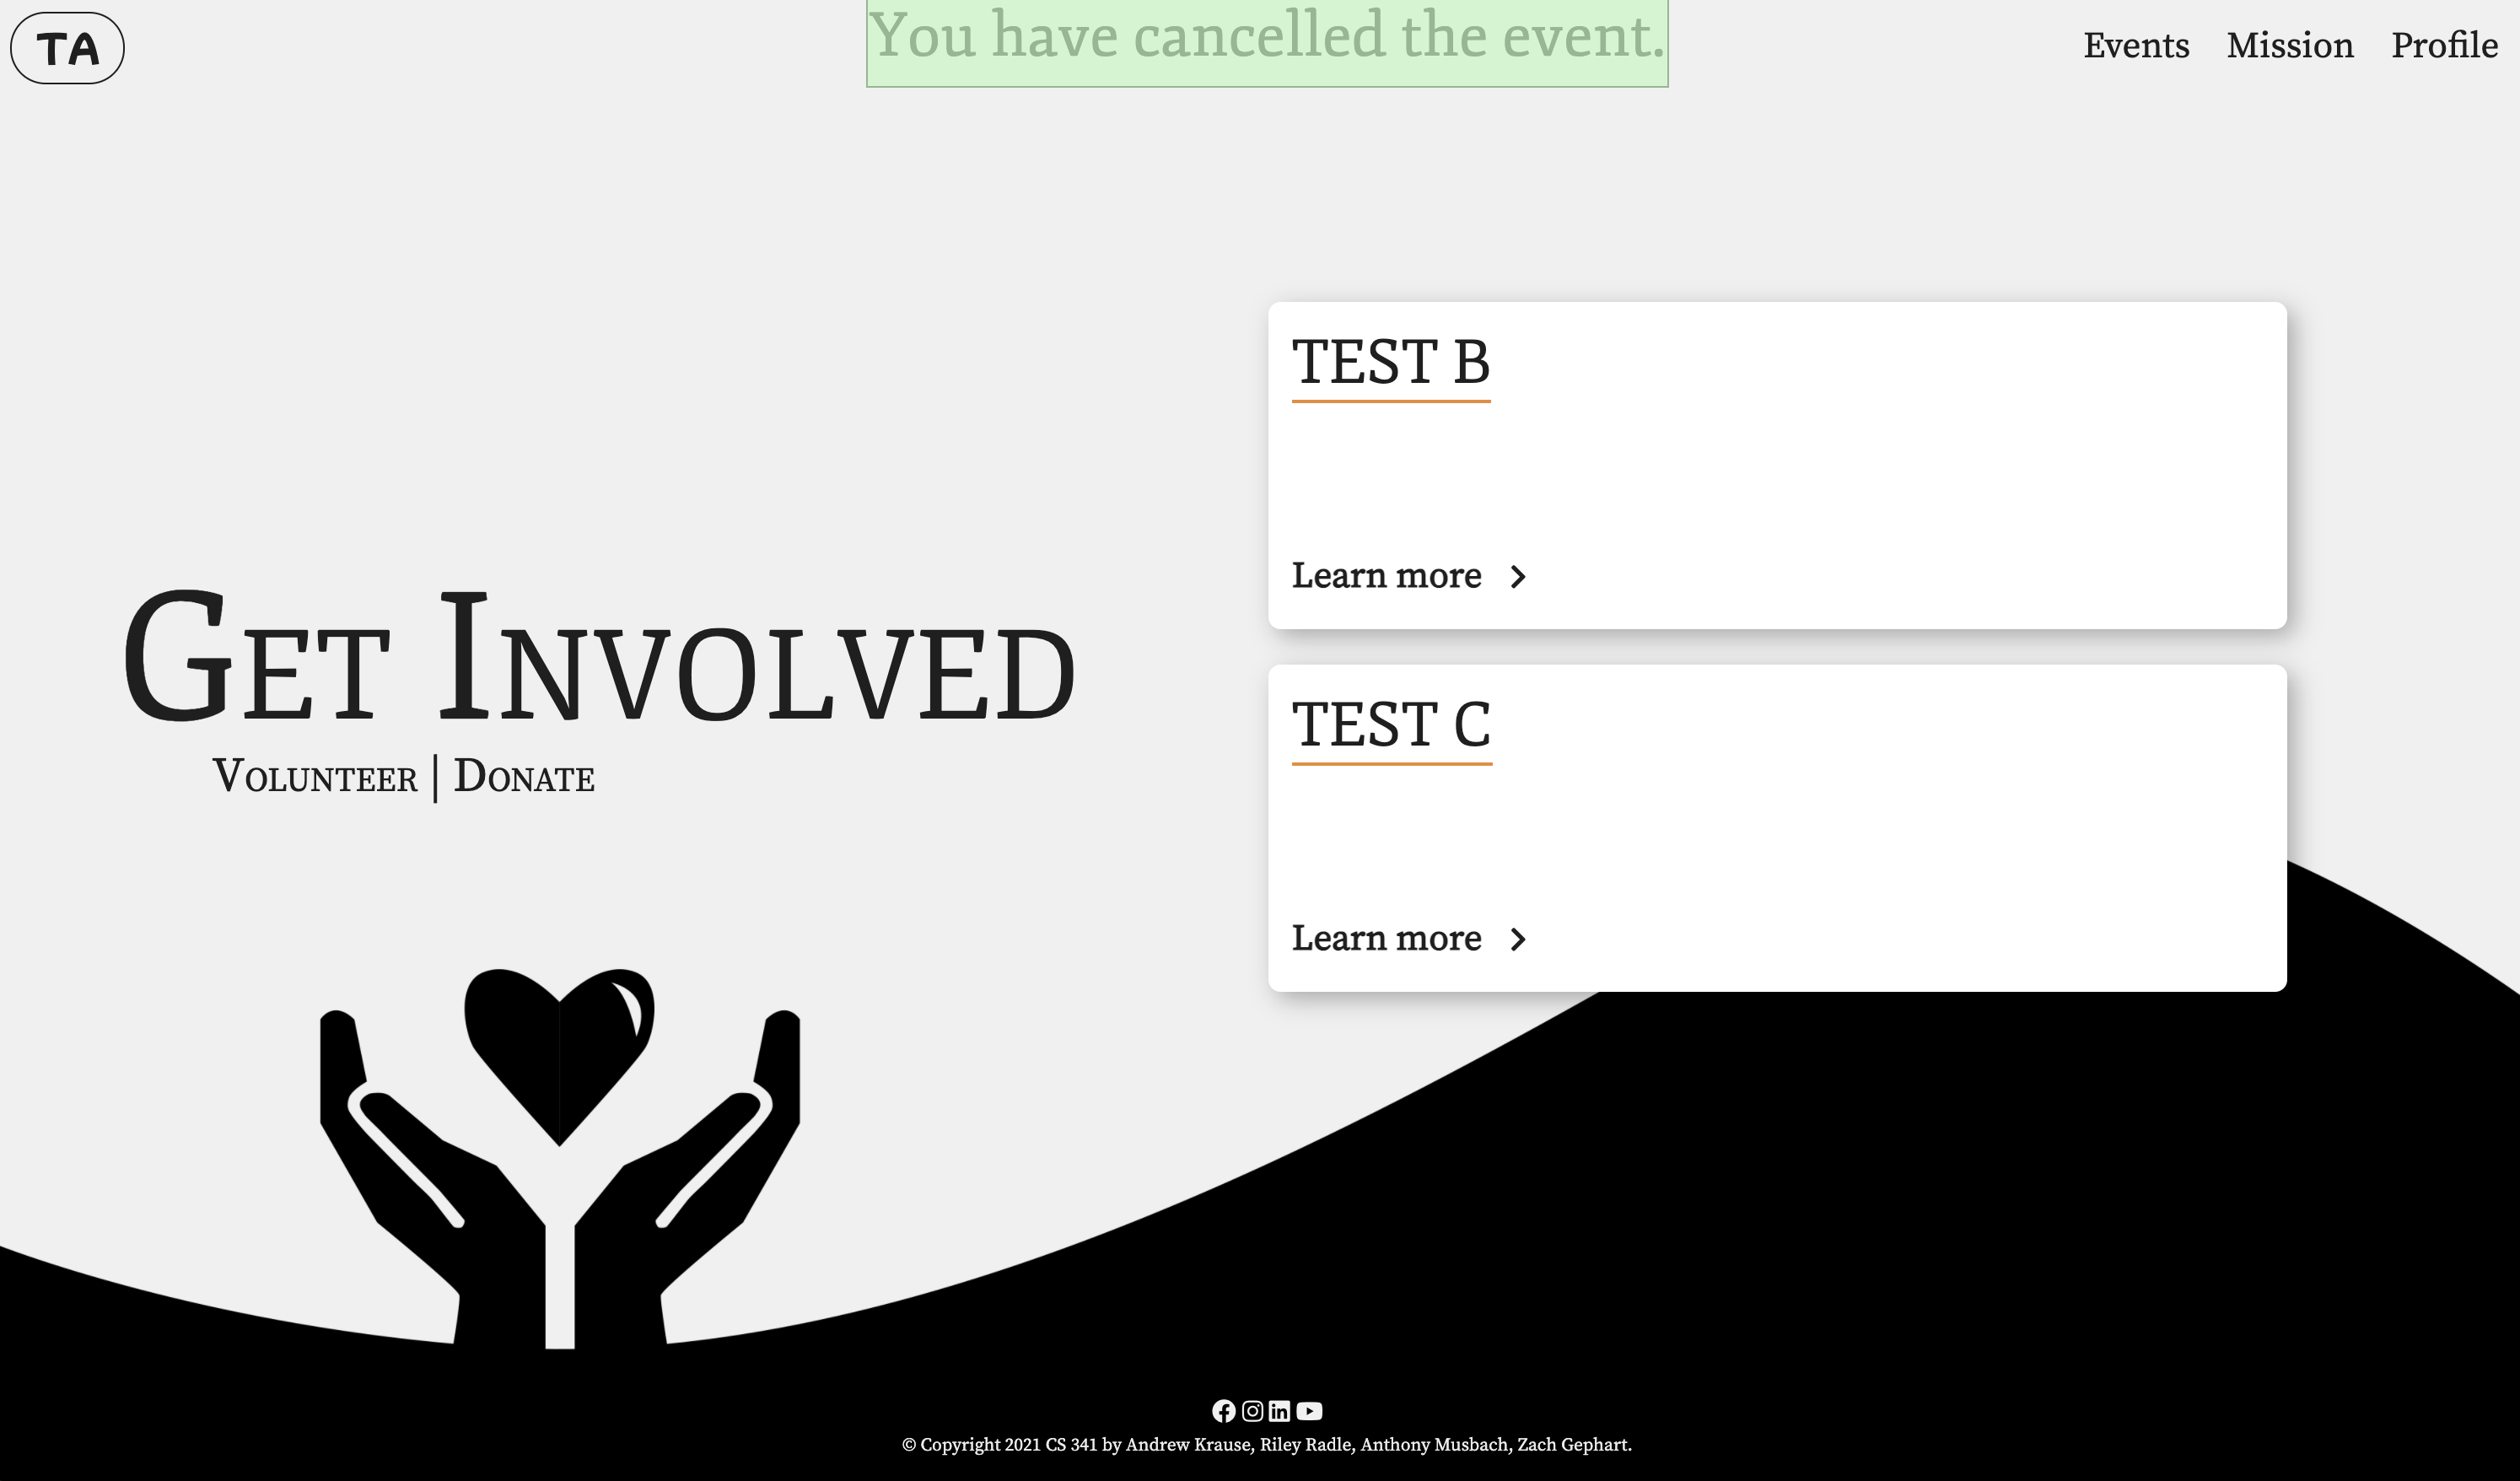 TA
You have cancelled the event.
Events Mission Profile
TEST B
Learn more
Get Involved
Volunteer | Donate
TEST C
Learn more
© Copyright 2021 CS 341 by Andrew Krause, Riley Radle, Anthony Musbach, Zach Gephart.